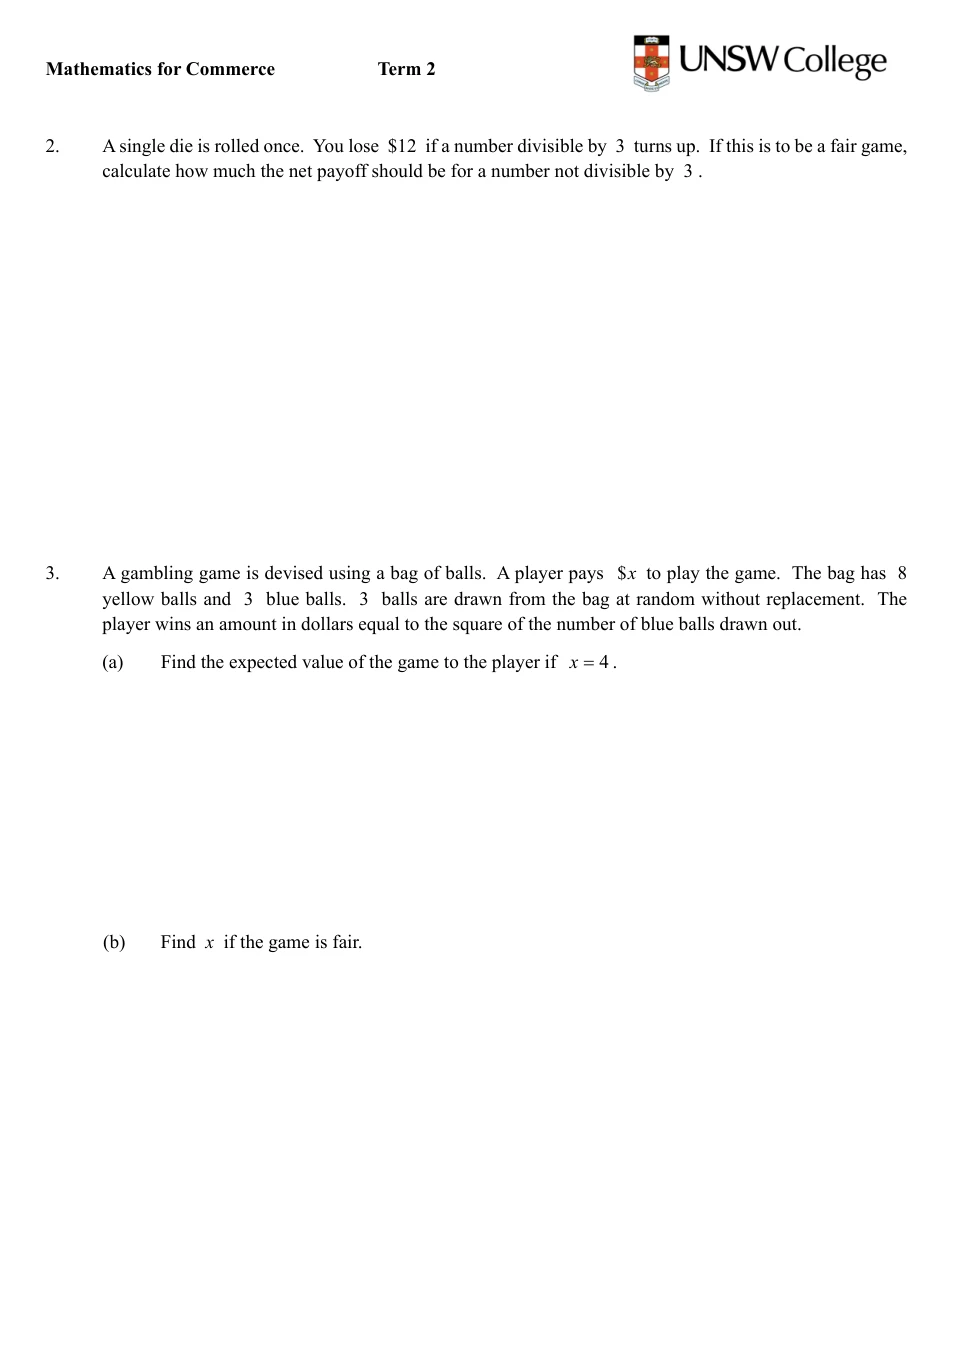 Mathematics for Commerce Term 2
UNSW College
2. A single die is rolled once. You lose $12 if a number divisible by 3 turns up. If this is to be a fair game,
calculate how much the net payoff should be for a number not divisible by 3 .
3. A gambling game is devised using a bag of balls. A player pays $x to play the game. The bag has 8
yellow balls and 3 blue balls. 3 balls are drawn from the bag at random without replacement. The
player wins an amount in dollars equal to the square of the number of blue balls drawn out.
(a) Find the expected value of the game to the player if x = 4 .
(b) Find x if the game is fair.